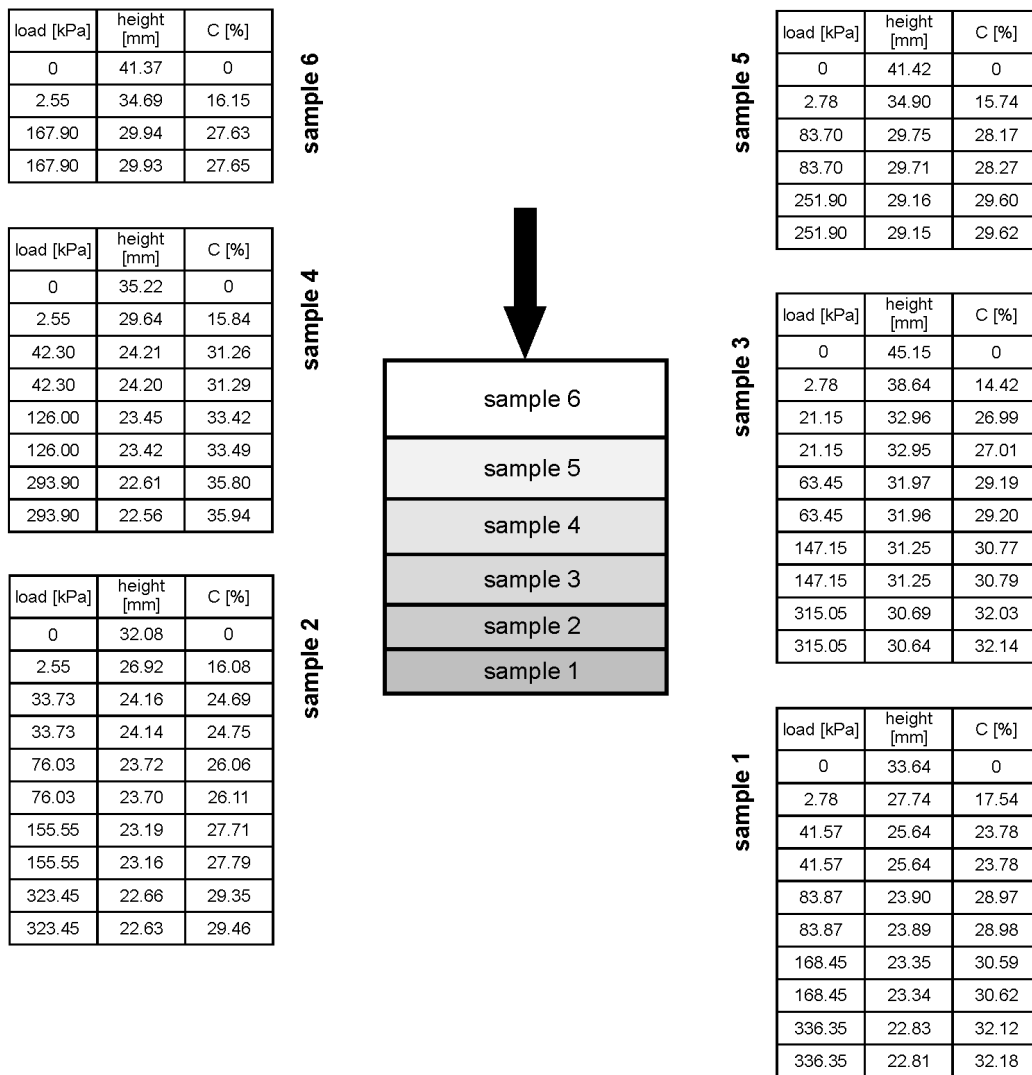 load [kPa] height [mm] C [%]
0 41.37 0
2.55 34.69 16.15
167.90 29.94 27.63
167.90 29.93 27.65
sample 6
load [kPa] height [mm] C [%]
0 41.42 0
2.78 34.90 15.74
83.70 29.75 28.17
83.70 29.71 28.27
251.90 29.16 29.60
251.90 29.15 29.62
sample 5
load [kPa] height [mm] C [%]
0 35.22 0
2.55 29.64 15.84
42.30 24.21 31.26
42.30 24.20 31.29
126.00 23.45 33.42
126.00 23.42 33.49
293.90 22.61 35.80
293.90 22.56 35.94
sample 4
load [kPa] height [mm] C [%]
0 45.15 0
2.78 38.64 14.42
21.15 32.96 26.99
21.15 32.95 27.01
63.45 31.97 29.19
63.45 31.96 29.20
147.15 31.25 30.77
147.15 31.25 30.79
315.05 30.69 32.03
315.05 30.64 32.14
sample 3
sample 6
sample 5
sample 4
sample 3
sample 2
sample 1
load [kPa] height [mm] C [%]
0 32.08 0
2.55 26.92 16.08
33.73 24.16 24.69
33.73 24.14 24.75
76.03 23.72 26.06
76.03 23.70 26.11
155.55 23.19 27.71
155.55 23.16 27.79
323.45 22.66 29.35
323.45 22.63 29.46
sample 2
load [kPa] height [mm] C [%]
0 33.64 0
2.78 27.74 17.54
41.57 25.64 23.78
41.57 25.64 23.78
83.87 23.90 28.97
83.87 23.89 28.98
168.45 23.35 30.59
168.45 23.34 30.62
336.35 22.83 32.12
336.35 22.81 32.18
sample 1